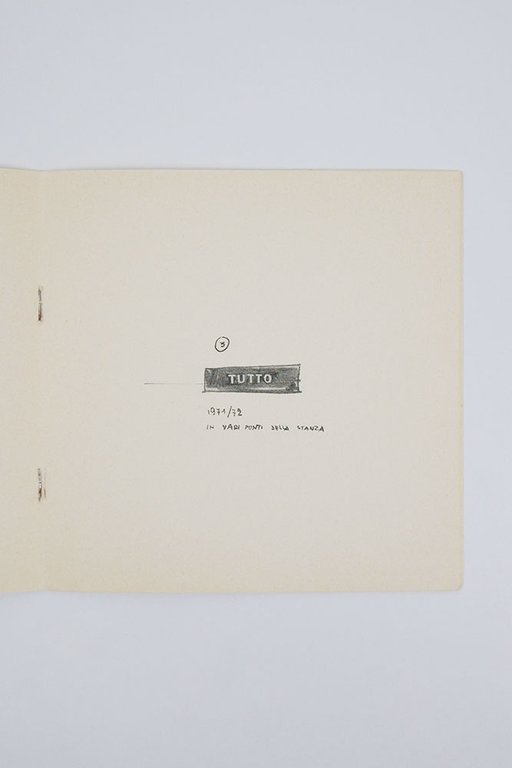 3
TUTTO
1971/72
IN VARI PUNTI DELLA STANZA